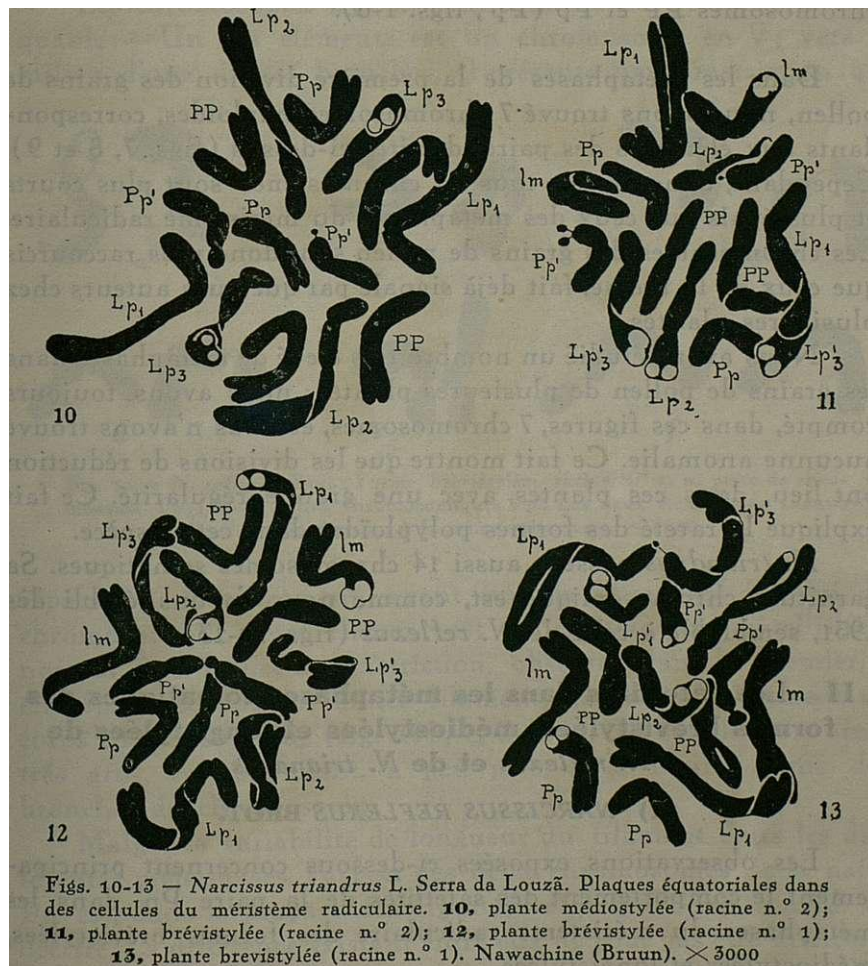 Lp2
Pp
Lp3
PP
Lp1
Pp'
Pp
Pp'
Lp1
Lp3
PP
Lp2
10
Lp1
lm
Pp
Lp2
Pp'
lm
PP
Pp'
Lp1
PP
Lp'3
Lp2
Pp
Lp'3
11
Lp1
PP
Lp'3
lm
Lp2
PP
lm
Lp'3
Pp'
Pp
Pp'
Pp
Lp2
Lp1
12
Lp'3
Lp1
Lp2
Pp'
Lp'1
Pp'
lm
lm
Lp2
PP
PP
Pp
Pp
Lp1
13
Figs. 10-13 — Narcissus triandrus L. Serra da Louzã. Plaques équatoriales dans
des cellules du méristème radiculaire. 10, plante médiostylée (racine n.º 2);
11, plante brévistylée (racine n.º 2); 12, plante brévistylée (racine n.º 1);
13, plante brevistylée (racine n.º 1). Nawachine (Bruun). ×3000